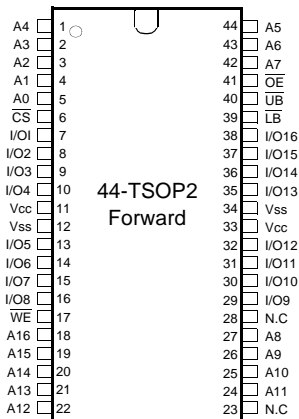 A4 1 44 A5
A3 2 43 A6
A2 3 42 A7
A1 4 41 OE
A0 5 40 UB
CS 6 39 LB
I/OI 7 38 I/O16
I/O2 8 37 I/O15
I/O3 9 36 I/O14
I/O4 10 35 I/O13
Vcc 11 34 Vss
Vss 12 33 Vcc
I/O5 13 32 I/O12
I/O6 14 31 I/O11
I/O7 15 30 I/O10
I/O8 16 29 I/O9
WE 17 28 N.C
A16 18 27 A8
A15 19 26 A9
A14 20 25 A10
A13 21 24 A11
A12 22 23 N.C
44-TSOP2
Forward